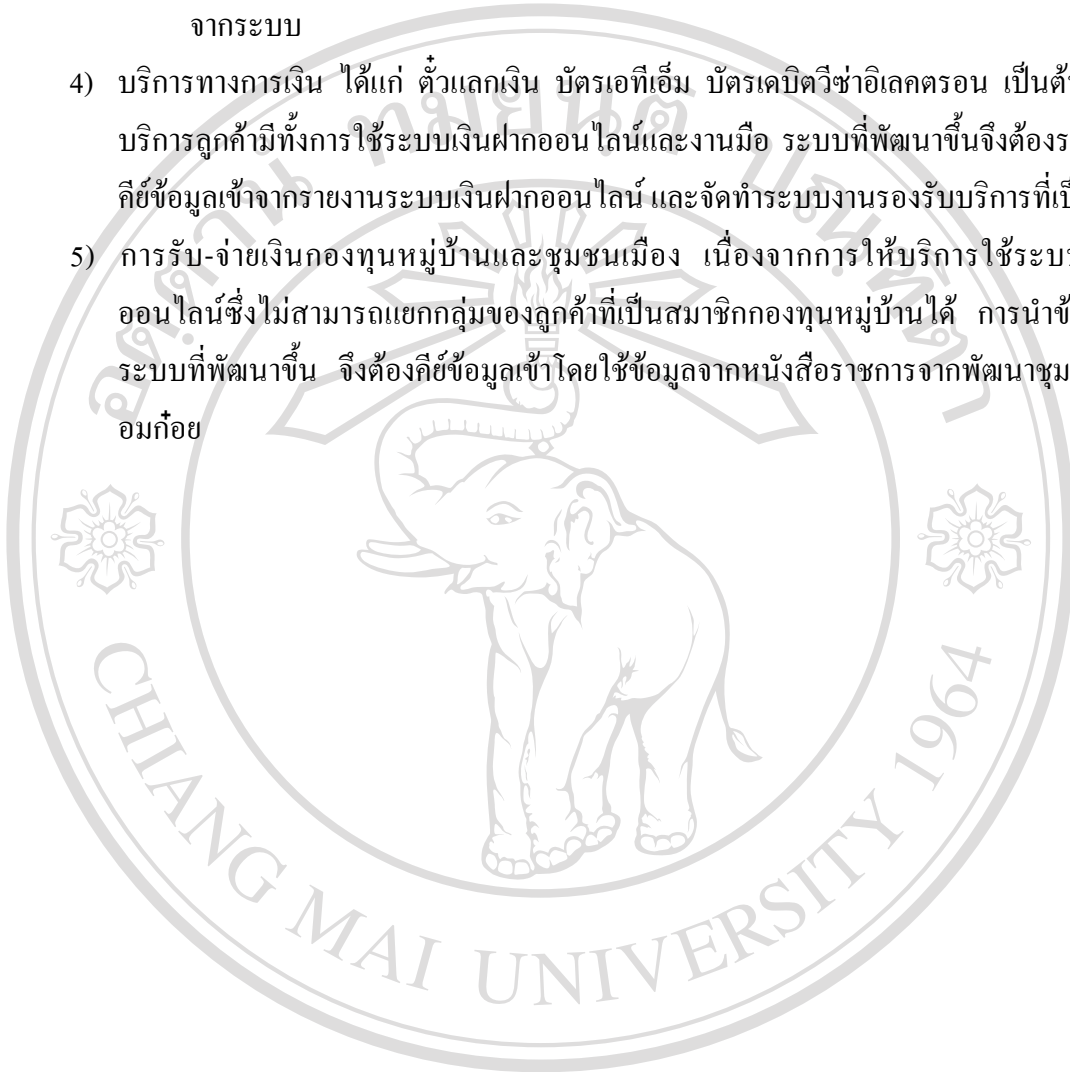 จากระบบ
4) บริการทางการเงิน ได้แก่ ตั๋วแลกเงิน บัตรเอทีเอ็ม บัตรเดบิตวีซ่าอิเลคตรอน เป็นต้
บริการลูกค้ามีทั้งการใช้ระบบเงินฝากออนไลน์และงานมือ ระบบที่พัฒนาขึ้นจึงต้องร
คีย์ข้อมูลเข้าจากรายงานระบบเงินฝากออนไลน์ และจัดทำระบบงานรองรับบริการที่เป็
5) การรับ-จ่ายเงินกองทุนหมู่บ้านและชุมชนเมือง เนื่องจากการให้บริการใช้ระบ
ออนไลน์ซึ่งไม่สามารถแยกกลุ่มของลูกค้าที่เป็นสมาชิกกองทุนหมู่บ้านได้ การนำข้
ระบบที่พัฒนาขึ้น จึงต้องคีย์ข้อมูลเข้าโดยใช้ข้อมูลจากหนังสือราชการจากพัฒนาชุม
อมก๋อย
อตฺตานํ ทมยนฺติ ปณฺฑิตา
CHIANG MAI UNIVERSITY 1964